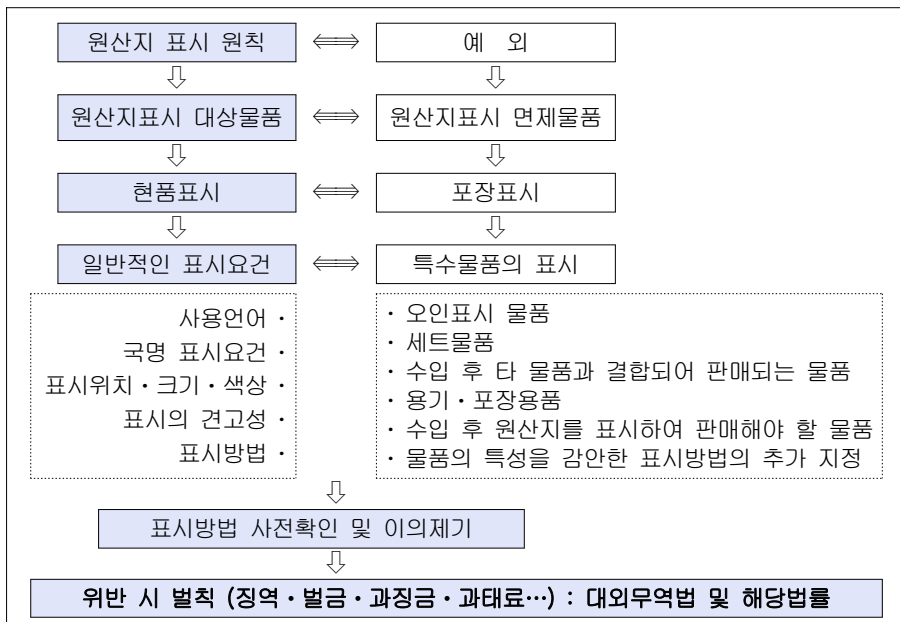 원산지 표시 원칙 ⟺ 예 외
⇩ ⇩
원산지표시 대상물품 ⟺ 원산지표시 면제물품
⇩ ⇩
현품표시 ⟺ 포장표시
⇩ ⇩
일반적인 표시요건 ⟺ 특수물품의 표시
사용언어 ·
국명 표시요건 ·
표시위치·크기·색상 ·
표시의 견고성 ·
표시방법 ·
· 오인표시 물품
· 세트물품
· 수입 후 타 물품과 결합되어 판매되는 물품
· 용기·포장용품
· 수입 후 원산지를 표시하여 판매해야 할 물품
· 물품의 특성을 감안한 표시방법의 추가 지정
⇩
표시방법 사전확인 및 이의제기
⇩
위반 시 벌칙 (징역·벌금·과징금·과태료…) : 대외무역법 및 해당법률